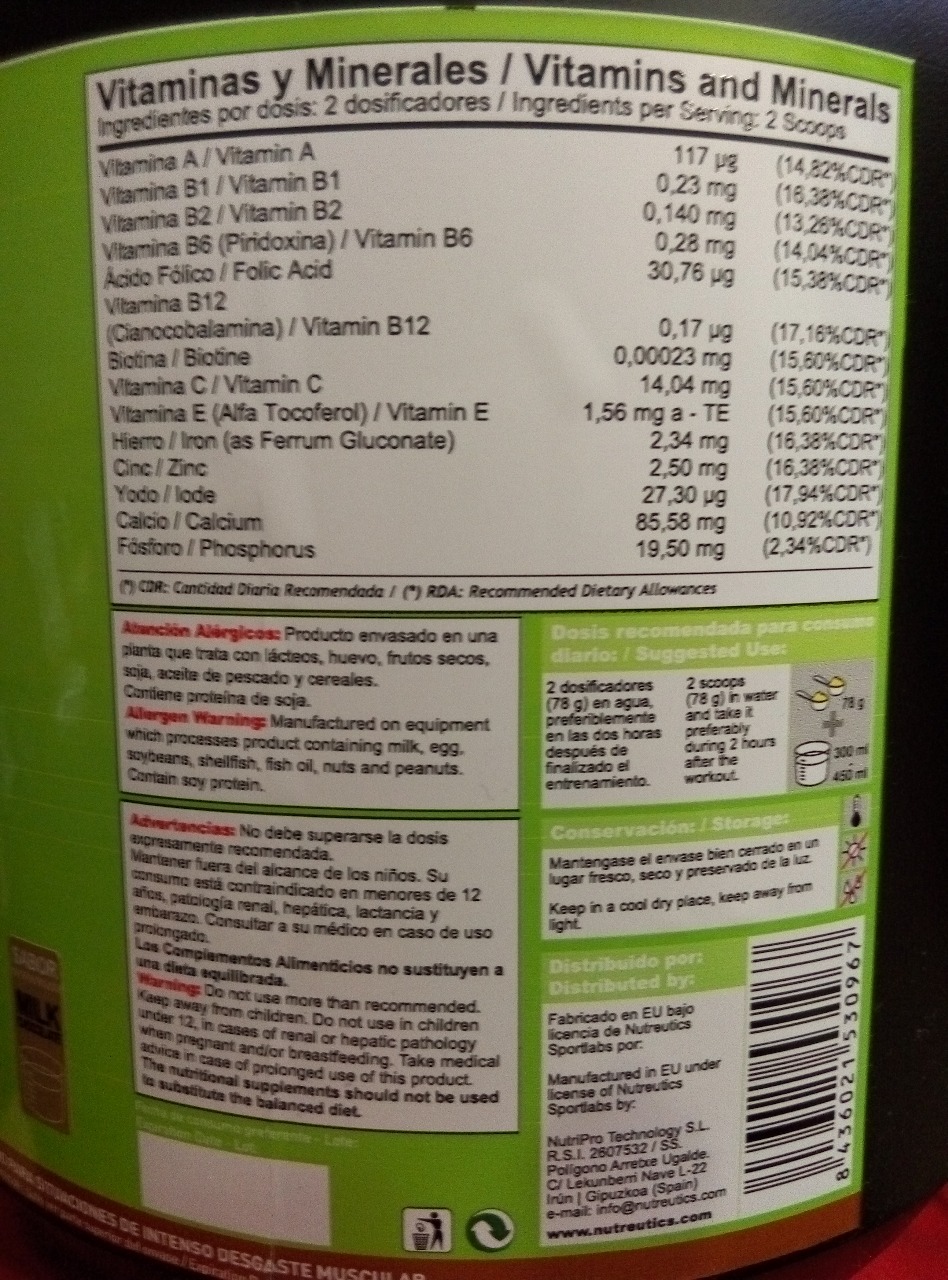 Vitaminas y Minerales / Vitamins and Minerals
Ingredientes por dosis: 2 dosificadores / Ingredients per Serving: 2 Scoops
Vitamina A / Vitamin A 117 µg (14,82%CDR*)
Vitamina B1 / Vitamin B1 0,23 mg (16,38%CDR*)
Vitamina B2 / Vitamin B2 0,140 mg (13,26%CDR*)
Vitamina B6 (Piridoxina) / Vitamin B6 0,28 mg (14,04%CDR*)
Ácido Fólico / Folic Acid 30,76 µg (15,38%CDR*)
Vitamina B12
(Cianocobalamina) / Vitamin B12 0,17 µg (17,16%CDR*)
Biotina / Biotine 0,00023 mg (15,60%CDR*)
Vitamina C / Vitamin C 14,04 mg (15,60%CDR*)
Vitamina E (Alfa Tocoferol) / Vitamin E 1,56 mg a - TE (15,60%CDR*)
Hierro / Iron (as Ferrum Gluconate) 2,34 mg (16,38%CDR*)
Cinc / Zinc 2,50 mg (16,38%CDR*)
Yodo / Iode 27,30 µg (17,94%CDR*)
Calcio / Calcium 85,58 mg (10,92%CDR*)
Fósforo / Phosphorus 19,50 mg (2,34%CDR*)
(*) CDR: Cantidad Diaria Recomendada / (*) RDA: Recommended Dietary Allowances
Atención Alérgicos: Producto envasado en una
planta que trata con lácteos, huevo, frutos secos,
soja, aceite de pescado y cereales.
Contiene proteína de soja.
Allergen Warning: Manufactured on equipment
which processes product containing milk, egg,
soybeans, shellfish, fish oil, nuts and peanuts.
Contain soy protein.
Advertencias: No debe superarse la dosis
expresamente recomendada.
Mantener fuera del alcance de los niños. Su
consumo está contraindicado en menores de 12
años, patología renal, hepática, lactancia y
embarazo. Consultar a su médico en caso de uso
prolongado.
Los Complementos Alimenticios no sustituyen a
una dieta equilibrada.
Warning: Do not use more than recommended.
Keep away from children. Do not use in children
under 12, in cases of renal or hepatic pathology
when pregnant and/or breastfeeding. Take medical
advice in case of prolonged use of this product.
The nutritional supplements should not be used
to substitute the balanced diet.
Fecha de consumo preferente - Lote:
Expiration Date - Lot:
Dosis recomendada para consumo
diario: / Suggested Use:
2 dosificadores
(78 g) en agua,
preferiblemente
en las dos horas
después de
finalizado el
entrenamiento.
2 scoops
(78 g) in water
and take it
preferably
during 2 hours
after the
workout.
78 g
300 ml
-
450 ml
Conservación: / Storage:
Mantengase el envase bien cerrado en un
lugar fresco, seco y preservado de la luz.
Keep in a cool dry place, keep away from
light.
Distribuido por:
Distributed by:
Fabricado en EU bajo
licencia de Nutreutics
Sportlabs por:
Manufactured in EU under
license of Nutreutics
Sportlabs by:
NutriPro Technology S.L.
R.S.I. 2607532 / SS.
Polígono Arretxe Ugalde.
C/ Lekunberri Nave L-22
Irún | Gipuzkoa (Spain)
e-mail: info@nutreutics.com
www.nutreutics.com
8436021530967
SABOR
MILK
PARA SITUACIONES DE INTENSO DESGASTE MUSCULAR
superior del envase / Expiration